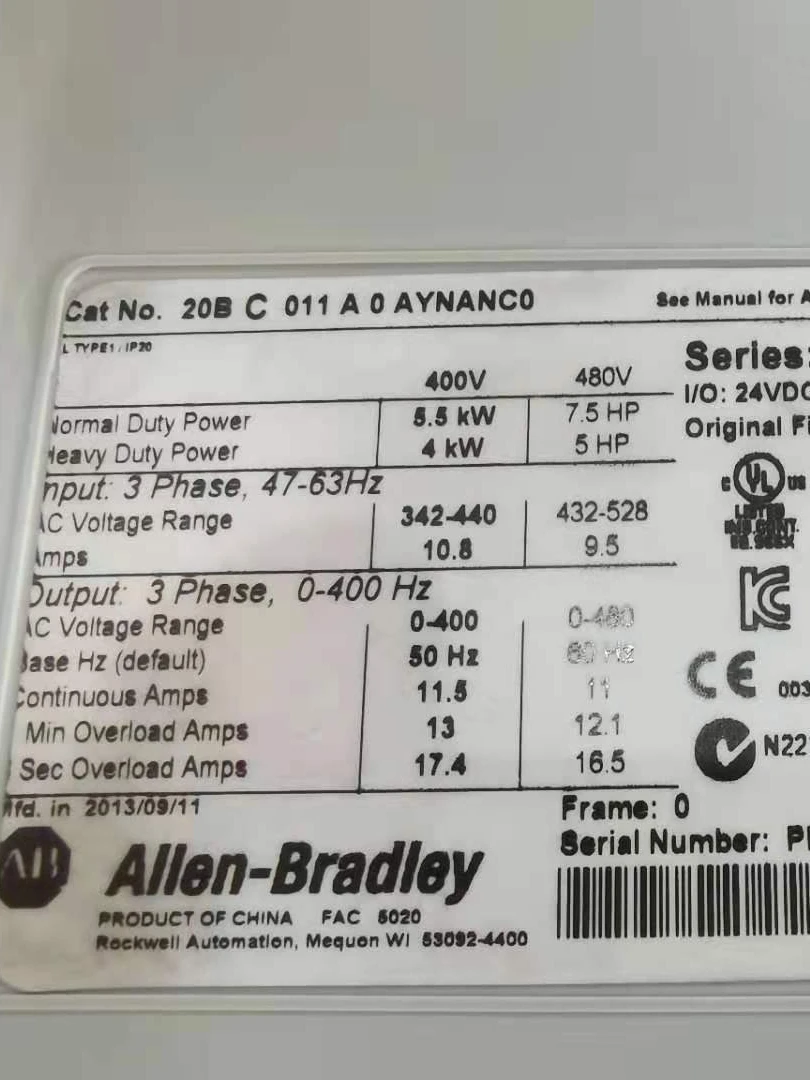 Cat No. 20B C 011 A 0 AYNANC0 See Manual for A
L TYPE1, IP20
Series:
400V 480V
I/O: 24VDC
Normal Duty Power 5.5 kW 7.5 HP
Original Fi
Heavy Duty Power 4 kW 5 HP
nput: 3 Phase, 47-63Hz
AC Voltage Range 342-440 432-528
Amps 10.8 9.5
C UL US
LISTED
Output: 3 Phase, 0-400 Hz
AC Voltage Range 0-400 0-480
Base Hz (default) 50 Hz 60 Hz
Continuous Amps 11.5 11
CE 003
Min Overload Amps 13 12.1
N22
Sec Overload Amps 17.4 16.5
Mfd. in 2013/09/11
Frame: 0
Serial Number: P
AB Allen-Bradley
PRODUCT OF CHINA FAC 5020
Rockwell Automation, Mequon WI 53092-4400